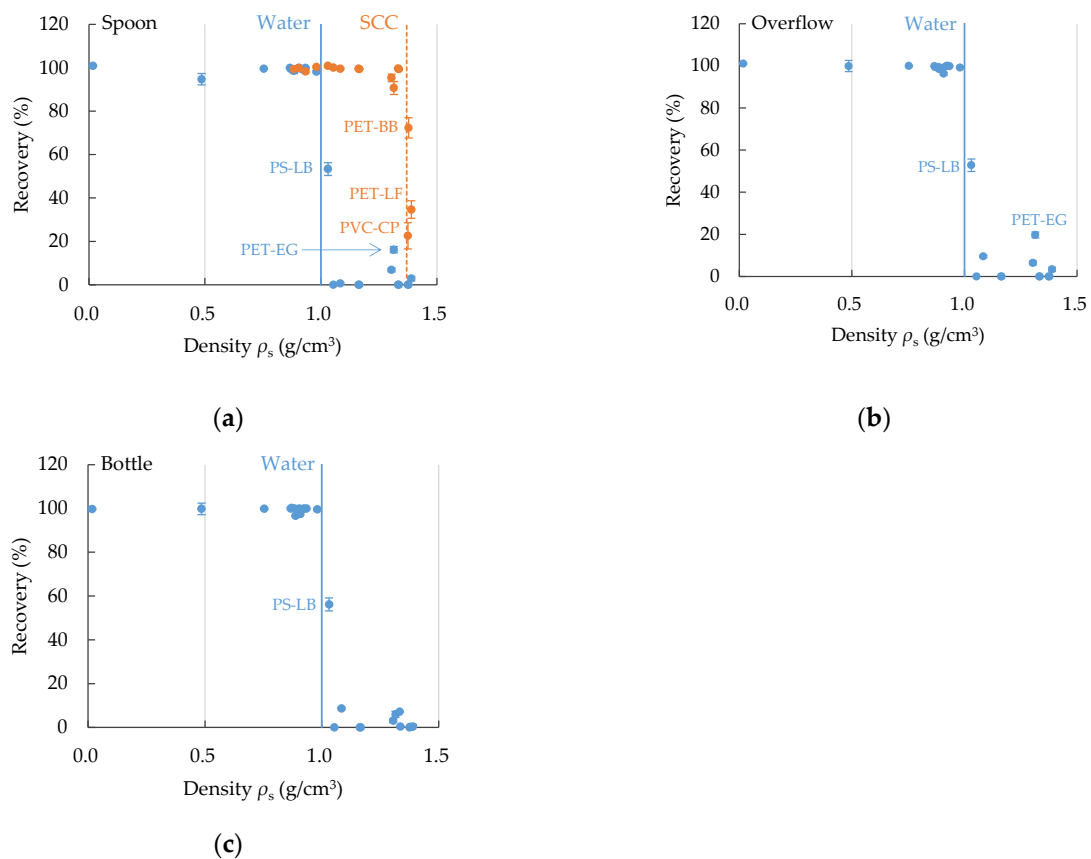 Spoon
Water
SCC
120
100
80
60
40
20
0
Recovery (%)
PET-BB
PS-LB
PET-LF
PVC-CP
PET-EG
0.0
0.5
1.0
1.5
Density ρs (g/cm³)
(a)
Overflow
Water
120
100
80
60
40
20
0
Recovery (%)
PS-LB
PET-EG
0.0
0.5
1.0
1.5
Density ρs (g/cm³)
(b)
Bottle
Water
120
100
80
60
40
20
0
Recovery (%)
PS-LB
0.0
0.5
1.0
1.5
Density ρs (g/cm³)
(c)